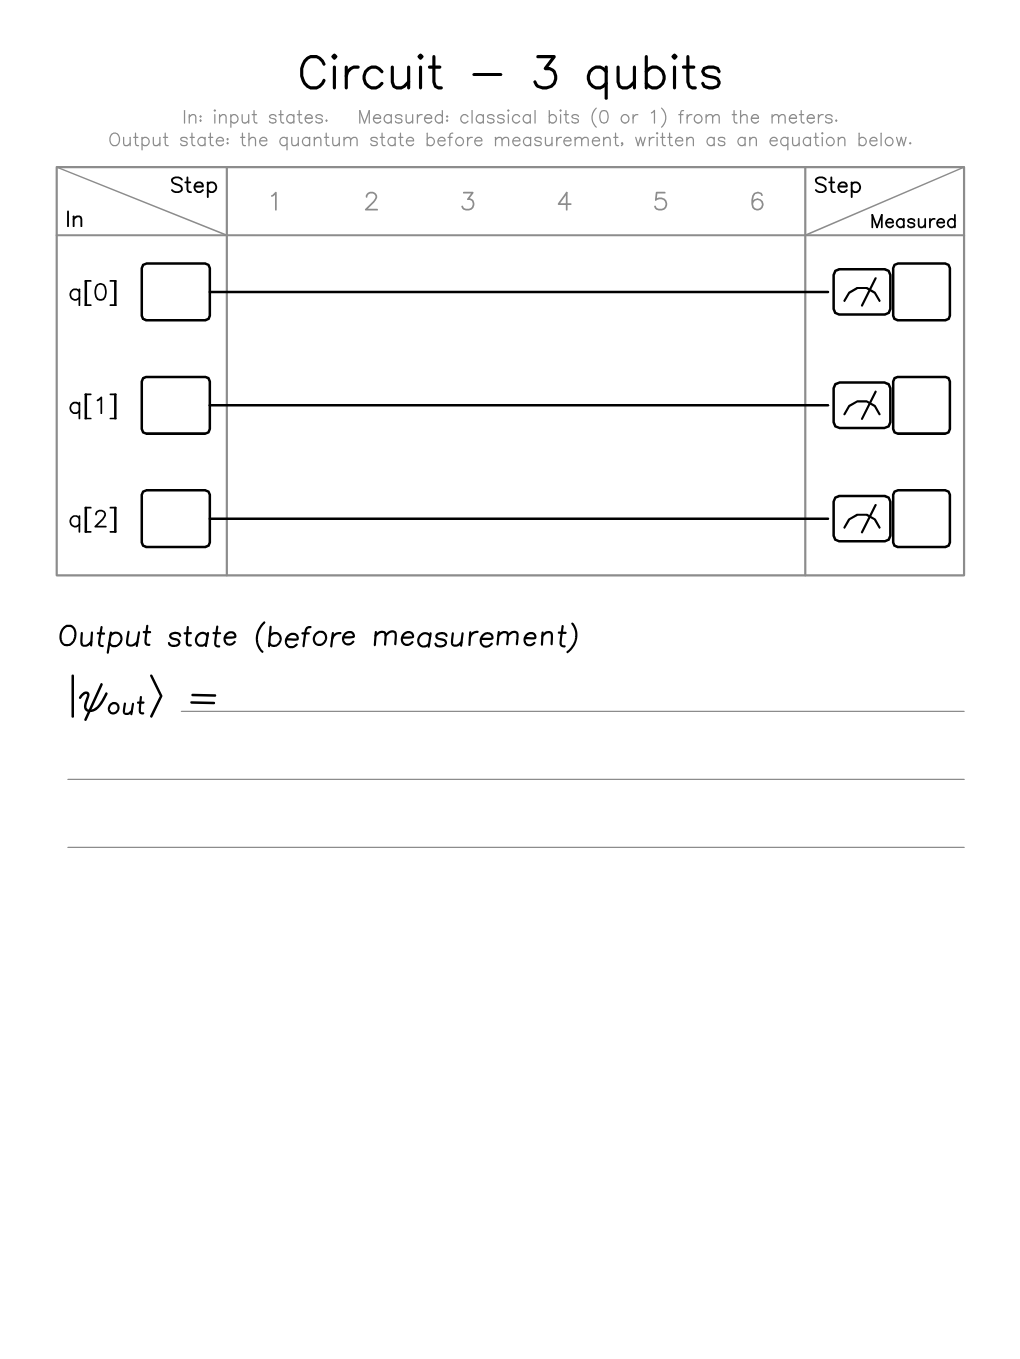 Circuit – 3 qubits
In: input states. Measured: classical bits (0 or 1) from the meters.
Output state: the quantum state before measurement, written as an equation below.
Step
In
1 2 3 4 5 6
Step
Measured
q[0]
q[1]
q[2]
Output state (before measurement)
|ψout⟩ =